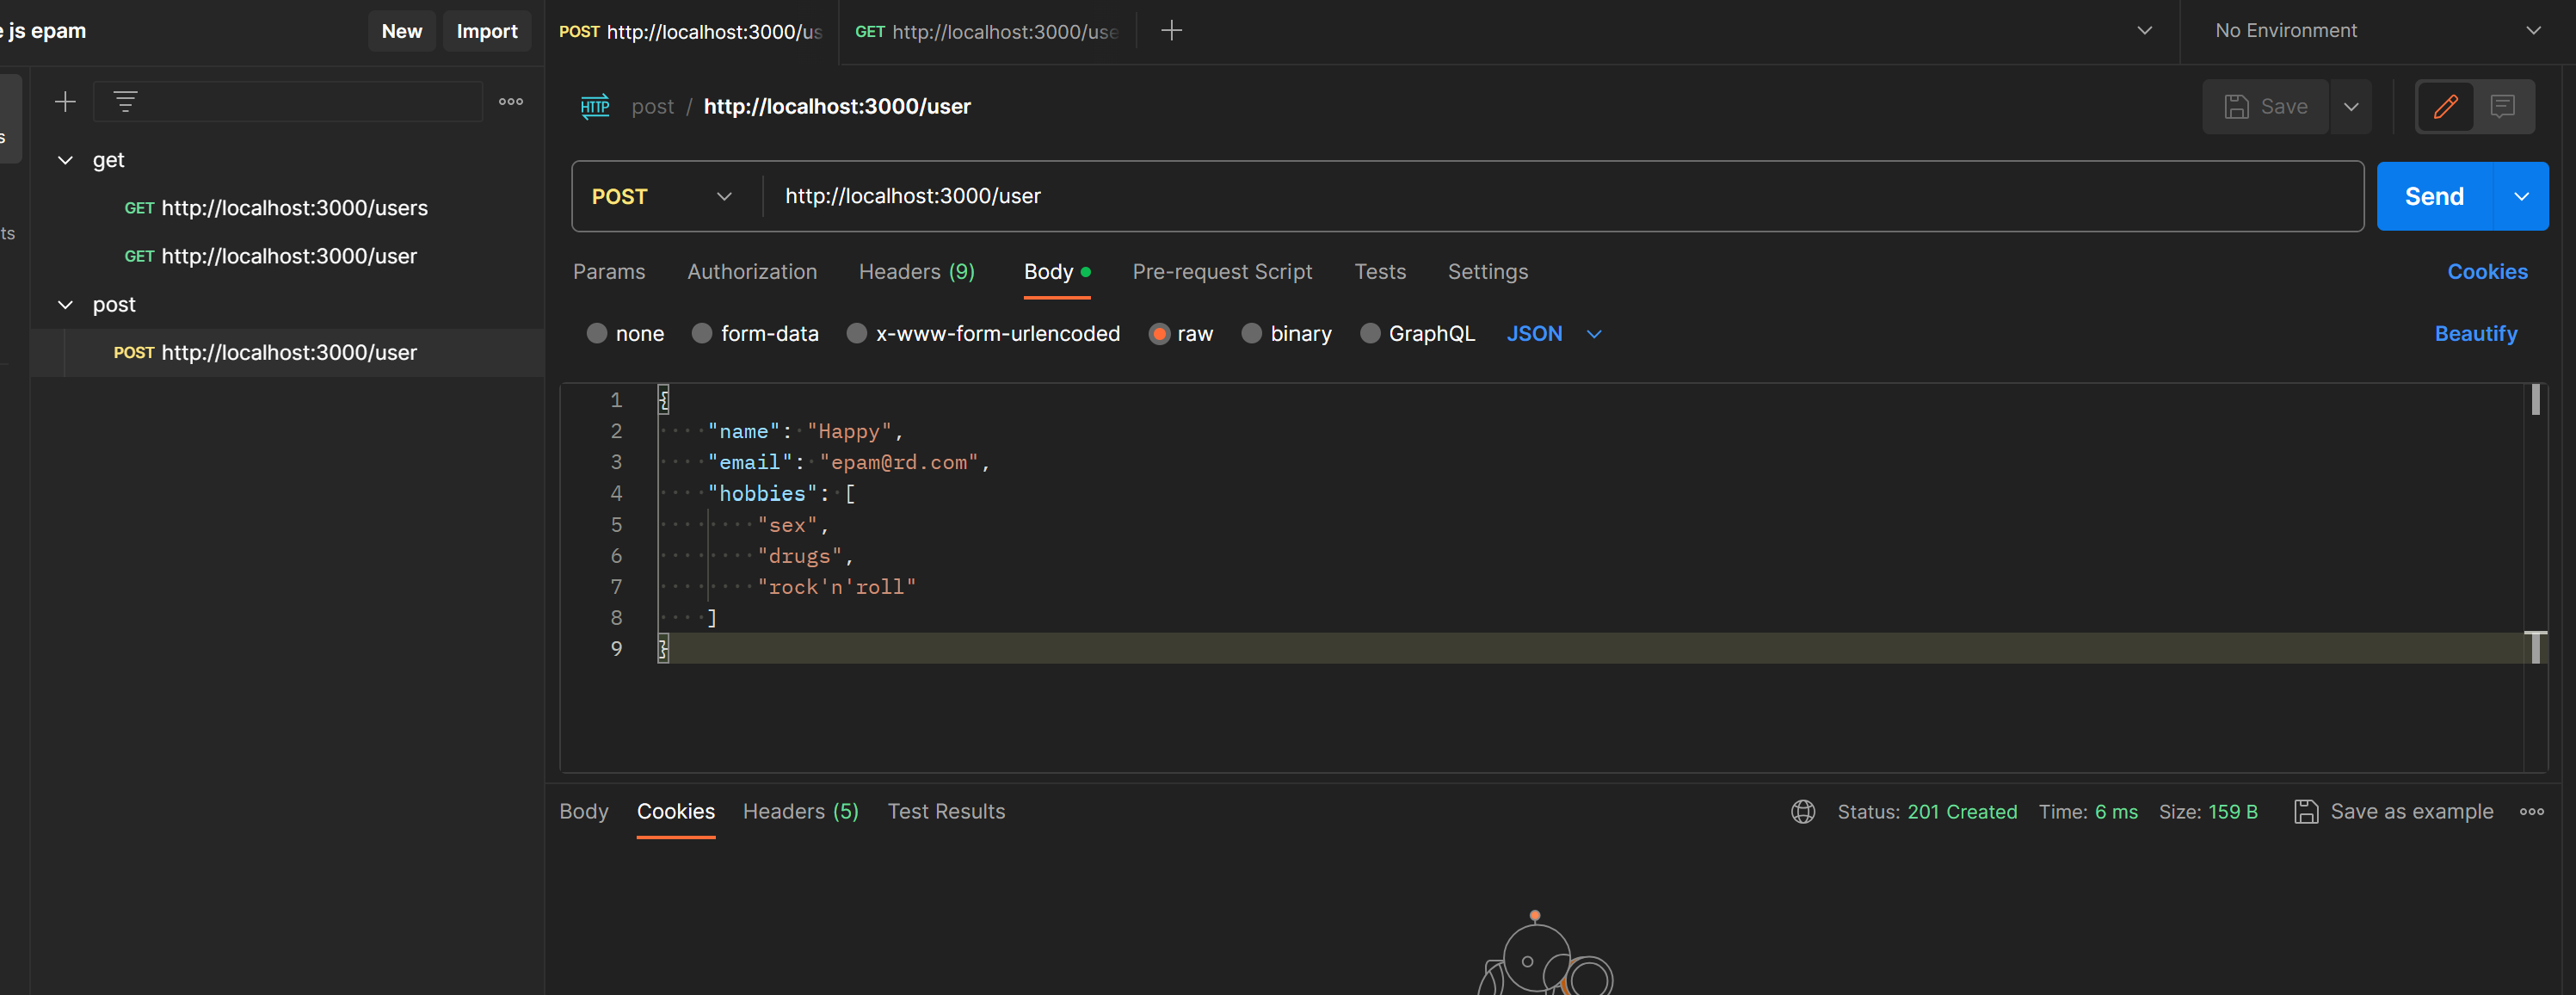 e js epam
New
Import
POST http://localhost:3000/us
GET http://localhost:3000/use
No Environment
s
ts
get
GET http://localhost:3000/users
GET http://localhost:3000/user
post
POST http://localhost:3000/user
HTTP
post / http://localhost:3000/user
Save
POST
http://localhost:3000/user
Send
Params
Authorization
Headers (9)
Body
Pre-request Script
Tests
Settings
Cookies
none
form-data
x-www-form-urlencoded
raw
binary
GraphQL
JSON
Beautify
1 {
2 "name": "Happy",
3 "email": "epam@rd.com",
4 "hobbies": [
5 "sex",
6 "drugs",
7 "rock'n'roll"
8 ]
9 }
Body
Cookies
Headers (5)
Test Results
Status: 201 Created
Time: 6 ms
Size: 159 B
Save as example